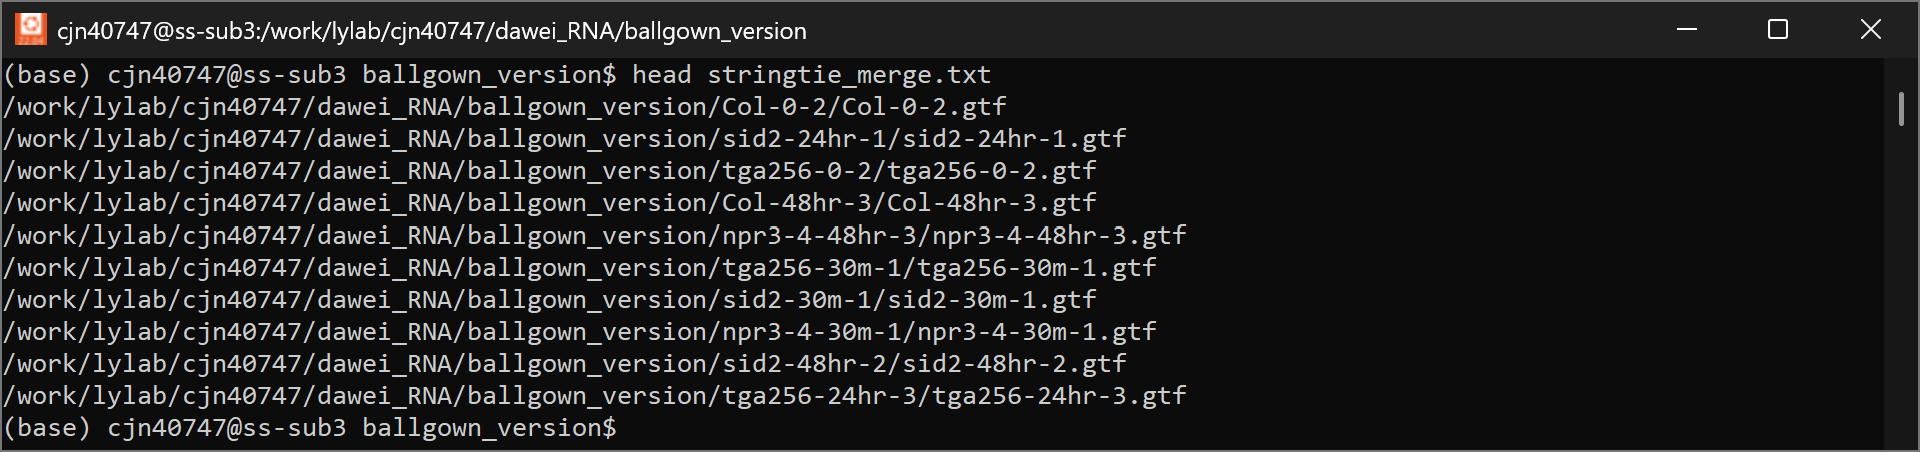 cjn40747@ss-sub3:/work/lylab/cjn40747/dawei_RNA/ballgown_version
(base) cjn40747@ss-sub3 ballgown_version$ head stringtie_merge.txt
/work/lylab/cjn40747/dawei_RNA/ballgown_version/Col-0-2/Col-0-2.gtf
/work/lylab/cjn40747/dawei_RNA/ballgown_version/sid2-24hr-1/sid2-24hr-1.gtf
/work/lylab/cjn40747/dawei_RNA/ballgown_version/tga256-0-2/tga256-0-2.gtf
/work/lylab/cjn40747/dawei_RNA/ballgown_version/Col-48hr-3/Col-48hr-3.gtf
/work/lylab/cjn40747/dawei_RNA/ballgown_version/npr3-4-48hr-3/npr3-4-48hr-3.gtf
/work/lylab/cjn40747/dawei_RNA/ballgown_version/tga256-30m-1/tga256-30m-1.gtf
/work/lylab/cjn40747/dawei_RNA/ballgown_version/sid2-30m-1/sid2-30m-1.gtf
/work/lylab/cjn40747/dawei_RNA/ballgown_version/npr3-4-30m-1/npr3-4-30m-1.gtf
/work/lylab/cjn40747/dawei_RNA/ballgown_version/sid2-48hr-2/sid2-48hr-2.gtf
/work/lylab/cjn40747/dawei_RNA/ballgown_version/tga256-24hr-3/tga256-24hr-3.gtf
(base) cjn40747@ss-sub3 ballgown_version$